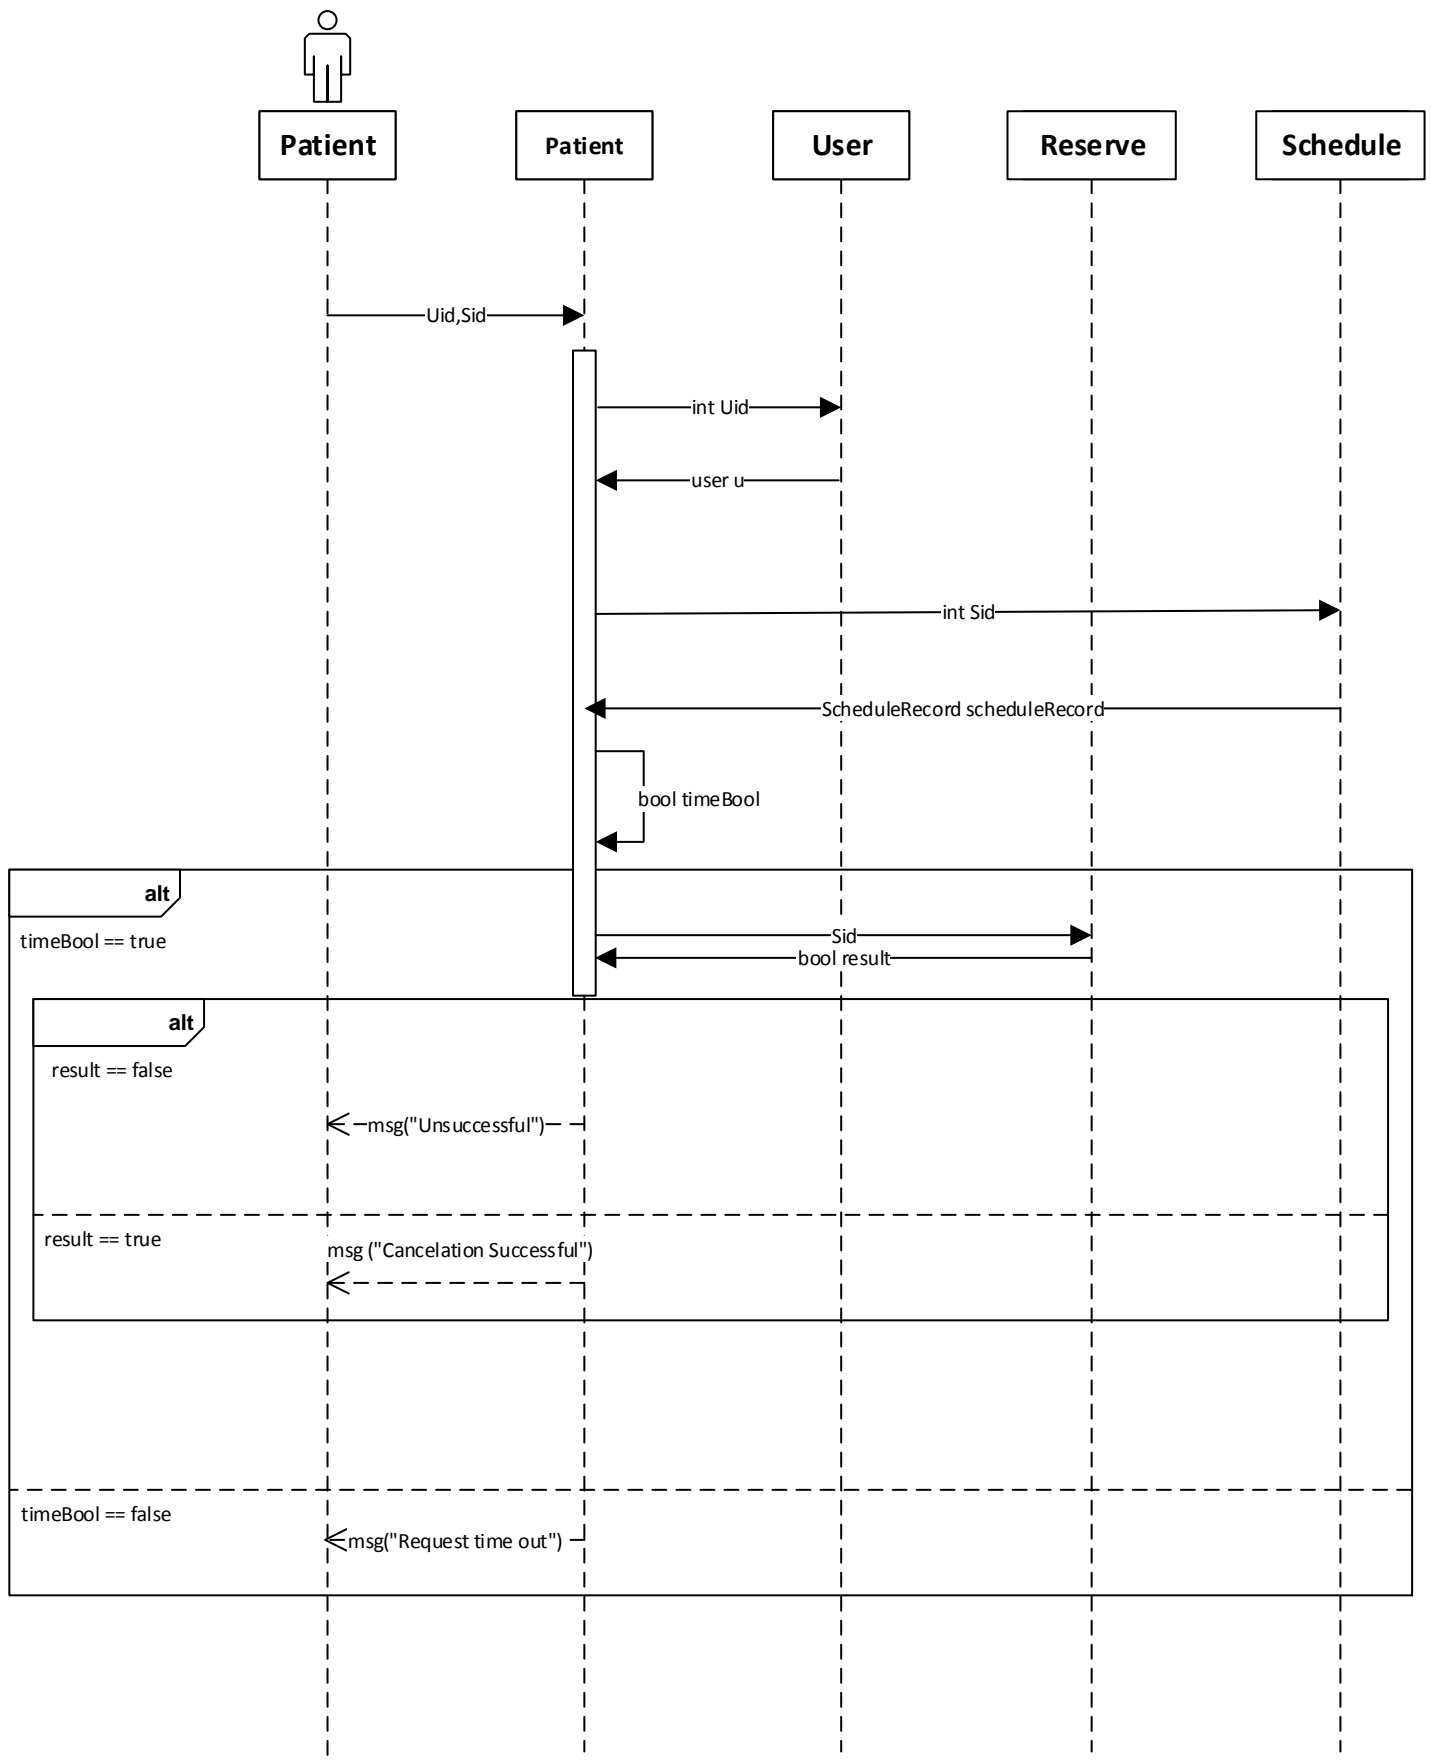 Patient
Patient
User
Reserve
Schedule
Uid,Sid
int Uid
user u
int Sid
ScheduleRecord scheduleRecord
bool timeBool
alt
timeBool == true
Sid
bool result
alt
result == false
msg("Unsuccessful")
result == true
msg ("Cancelation Successful")
timeBool == false
msg("Request time out")